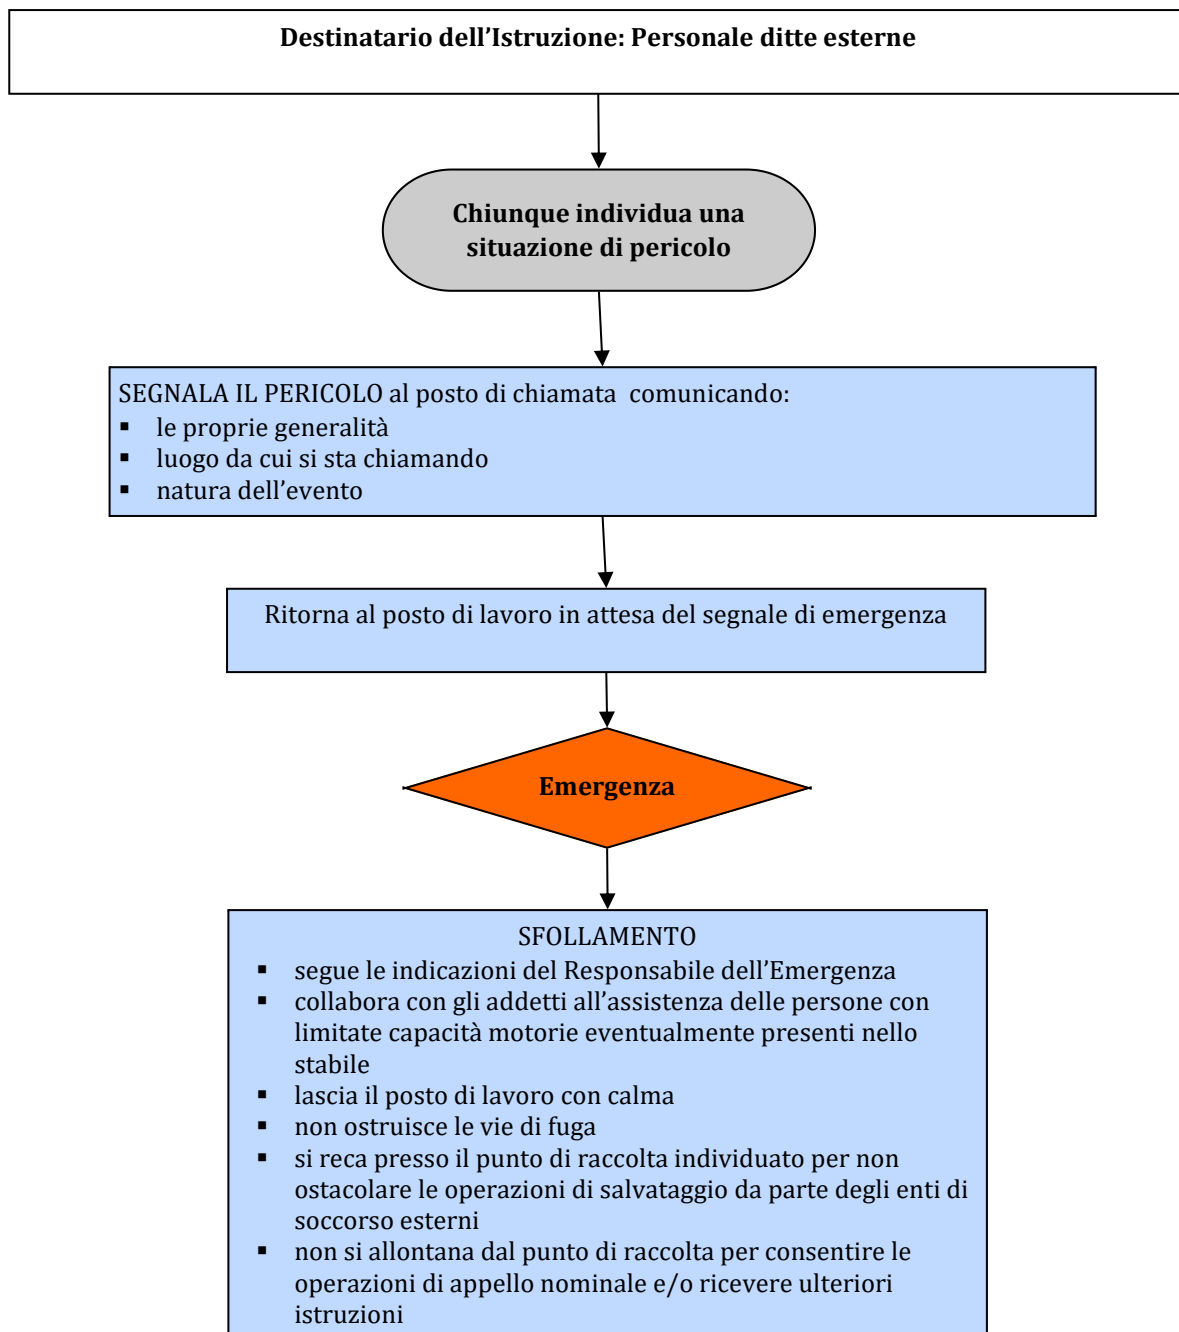 Destinatario dell’Istruzione: Personale ditte esterne
Chiunque individua una
situazione di pericolo
SEGNALA IL PERICOLO al posto di chiamata  comunicando:
▪ le proprie generalità
▪ luogo da cui si sta chiamando
▪ natura dell’evento
Ritorna al posto di lavoro in attesa del segnale di emergenza
Emergenza
SFOLLAMENTO
▪ segue le indicazioni del Responsabile dell’Emergenza
▪ collabora con gli addetti all’assistenza delle persone con
limitate capacità motorie eventualmente presenti nello
stabile
▪ lascia il posto di lavoro con calma
▪ non ostruisce le vie di fuga
▪ si reca presso il punto di raccolta individuato per non
ostacolare le operazioni di salvataggio da parte degli enti di
soccorso esterni
▪ non si allontana dal punto di raccolta per consentire le
operazioni di appello nominale e/o ricevere ulteriori
istruzioni